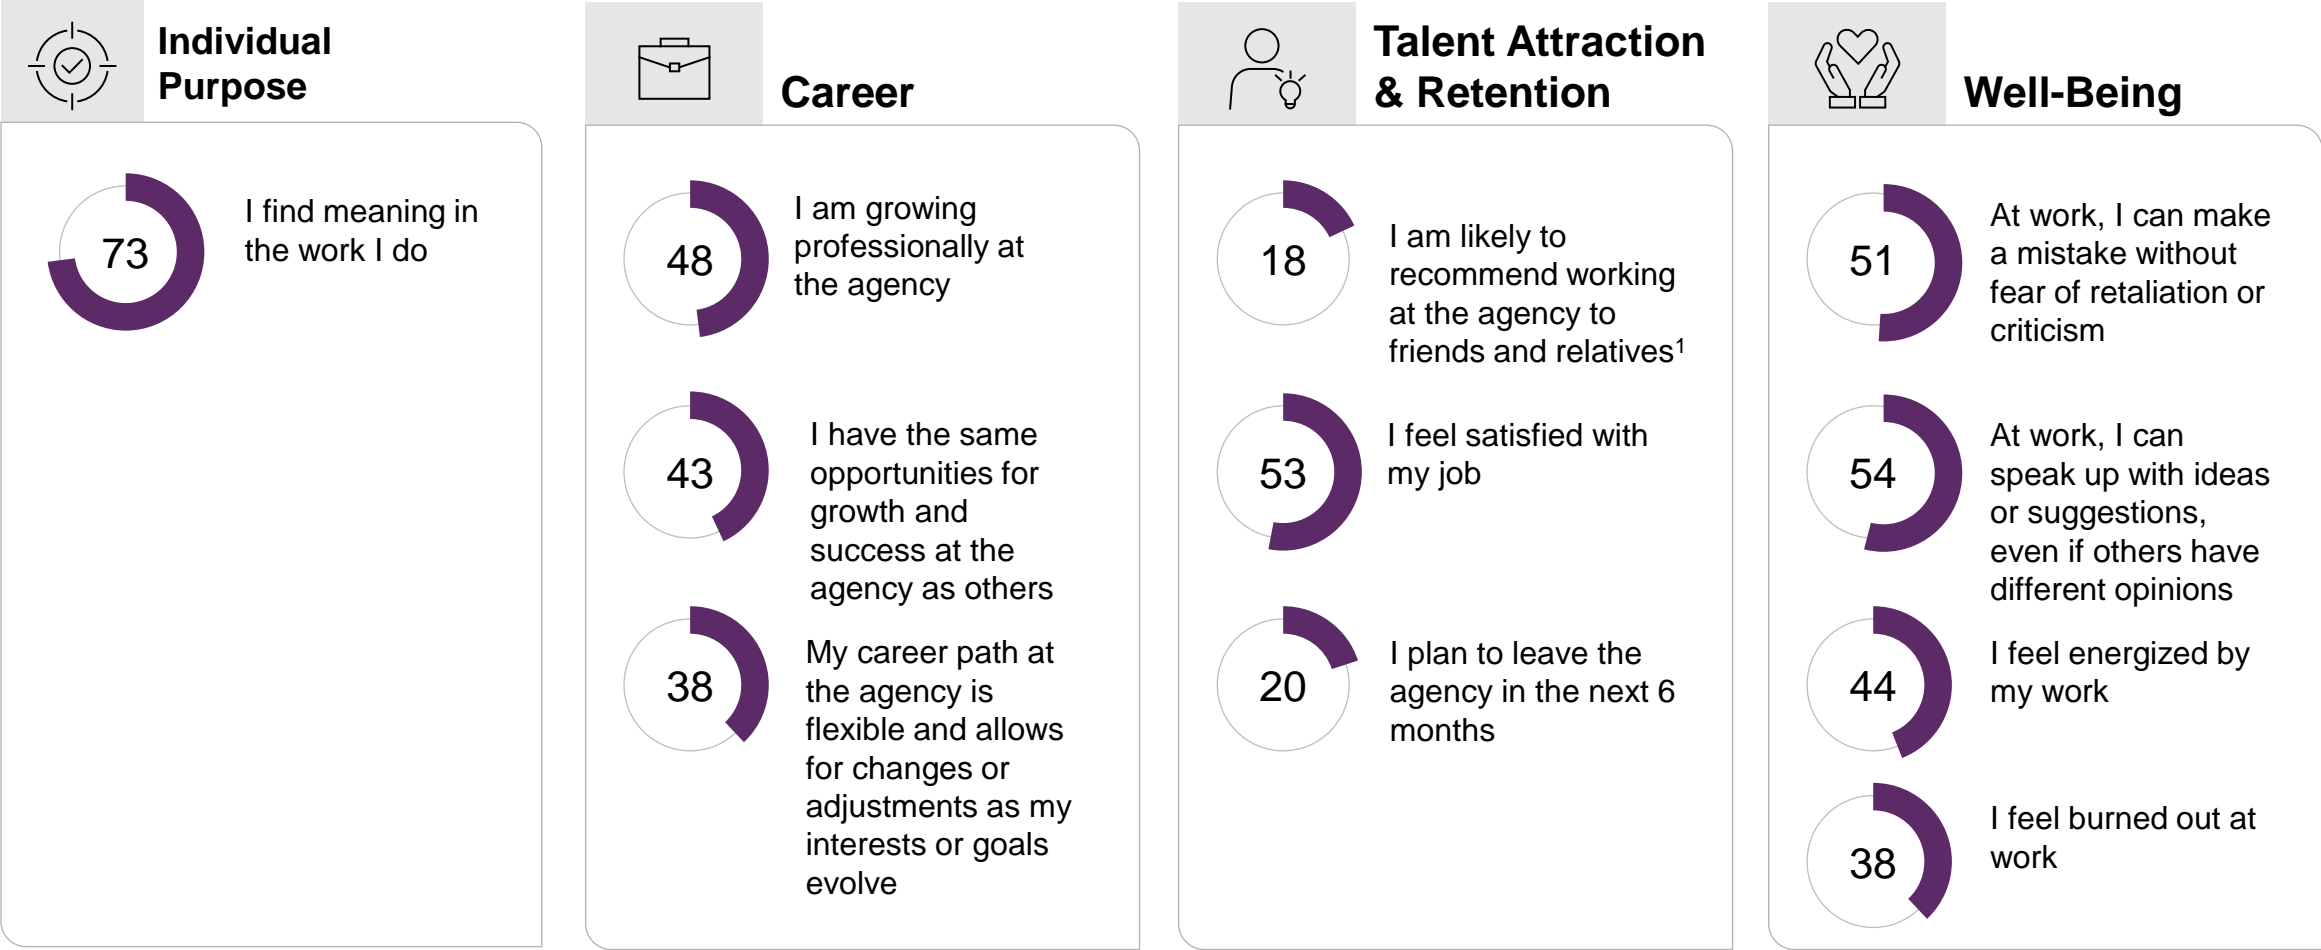 Individual
Purpose
73
I find meaning in
the work I do
Career
48
I am growing
professionally at
the agency
43
I have the same
opportunities for
growth and
success at the
agency as others
38
My career path at
the agency is
flexible and allows
for changes or
adjustments as my
interests or goals
evolve
Talent Attraction
& Retention
18
I am likely to
recommend working
at the agency to
friends and relatives¹
53
I feel satisfied with
my job
20
I plan to leave the
agency in the next 6
months
Well-Being
51
At work, I can make
a mistake without
fear of retaliation or
criticism
54
At work, I can
speak up with ideas
or suggestions,
even if others have
different opinions
44
I feel energized by
my work
38
I feel burned out at
work